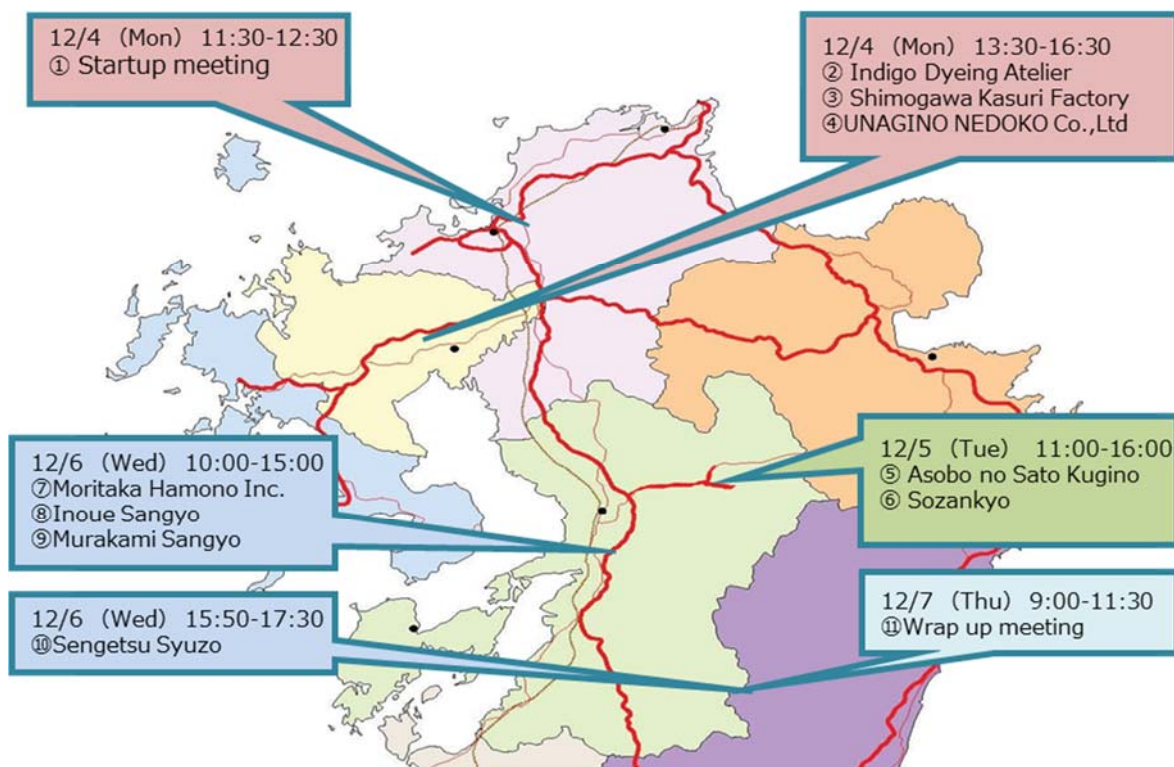 12/4 （Mon） 11:30-12:30
① Startup meeting
12/4 （Mon） 13:30-16:30
② Indigo Dyeing Atelier
③ Shimogawa Kasuri Factory
④UNAGINO NEDOKO Co.,Ltd
12/6 （Wed） 10:00-15:00
⑦Moritaka Hamono Inc.
⑧Inoue Sangyo
⑨Murakami Sangyo
12/5 （Tue） 11:00-16:00
⑤ Asobo no Sato Kugino
⑥ Sozankyo
12/6 （Wed） 15:50-17:30
⑩Sengetsu Syuzo
12/7 （Thu） 9:00-11:30
⑪Wrap up meeting